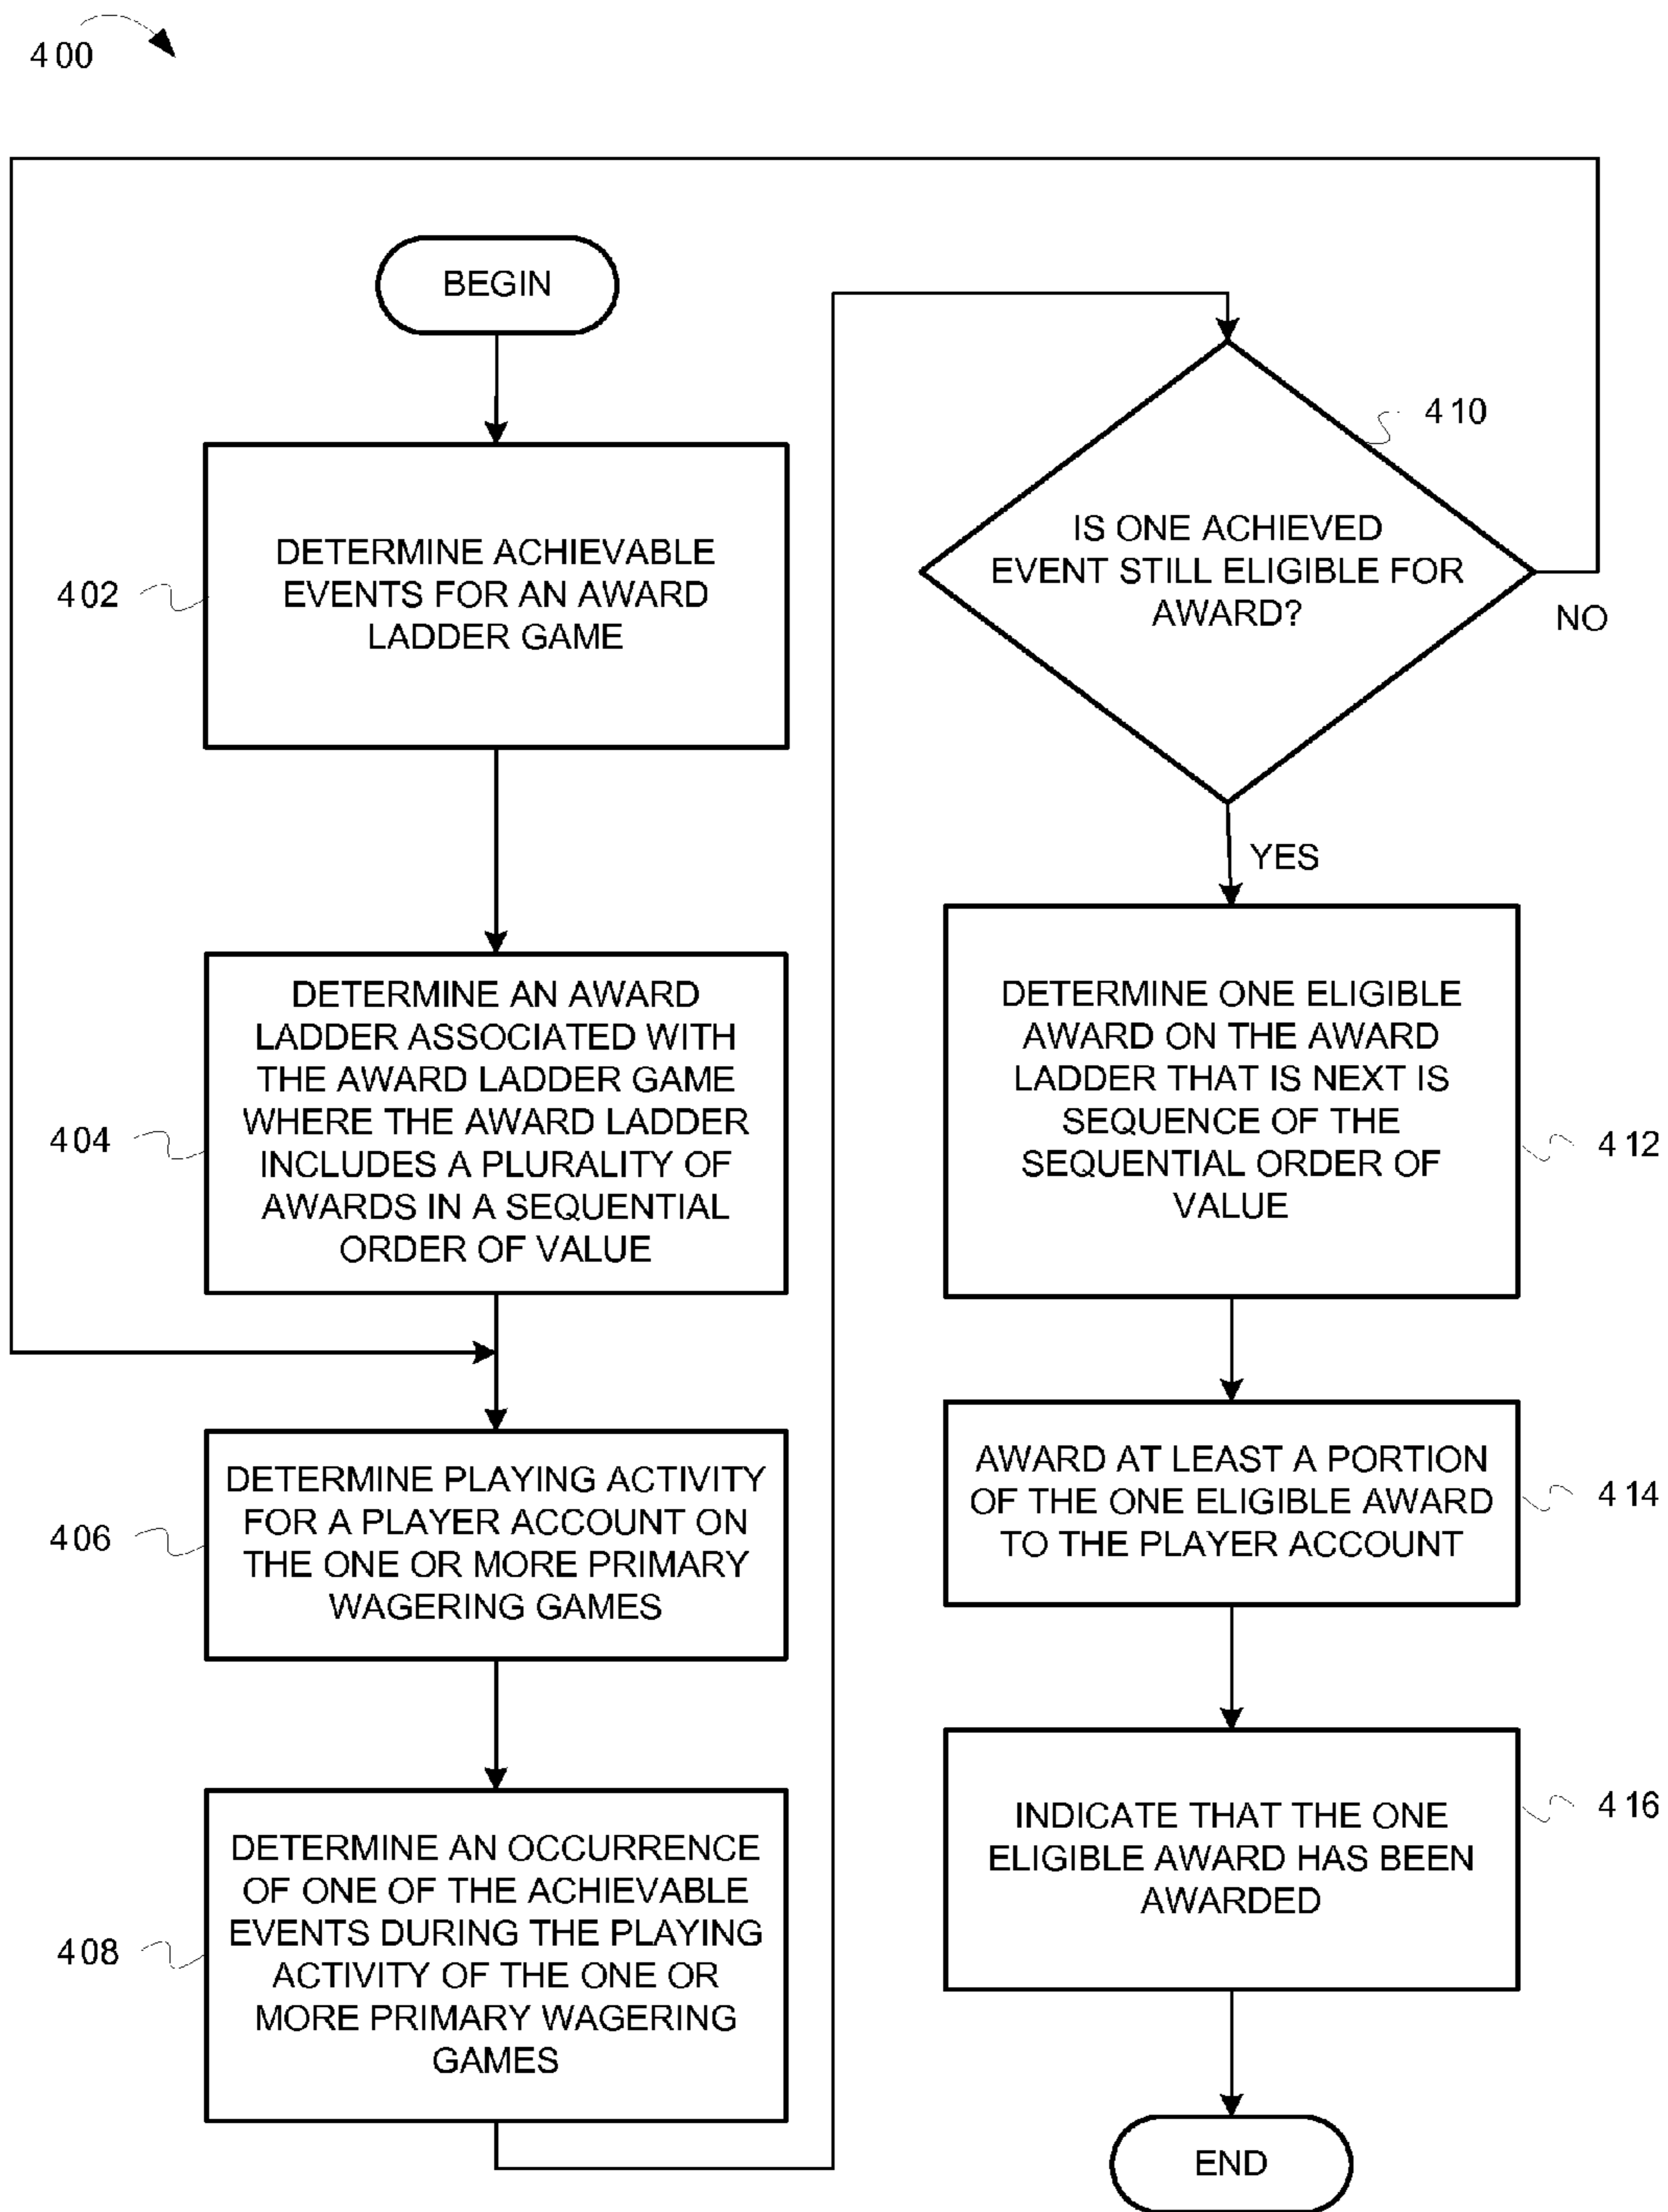 400
BEGIN
402
DETERMINE ACHIEVABLE
EVENTS FOR AN AWARD
LADDER GAME
404
DETERMINE AN AWARD
LADDER ASSOCIATED WITH
THE AWARD LADDER GAME
WHERE THE AWARD LADDER
INCLUDES A PLURALITY OF
AWARDS IN A SEQUENTIAL
ORDER OF VALUE
406
DETERMINE PLAYING ACTIVITY
FOR A PLAYER ACCOUNT ON
THE ONE OR MORE PRIMARY
WAGERING GAMES
408
DETERMINE AN OCCURRENCE
OF ONE OF THE ACHIEVABLE
EVENTS DURING THE PLAYING
ACTIVITY OF THE ONE OR
MORE PRIMARY WAGERING
GAMES
410
IS ONE ACHIEVED
EVENT STILL ELIGIBLE FOR
AWARD?
NO
YES
DETERMINE ONE ELIGIBLE
AWARD ON THE AWARD
LADDER THAT IS NEXT IS
SEQUENCE OF THE
SEQUENTIAL ORDER OF
VALUE
412
AWARD AT LEAST A PORTION
OF THE ONE ELIGIBLE AWARD
TO THE PLAYER ACCOUNT
414
INDICATE THAT THE ONE
ELIGIBLE AWARD HAS BEEN
AWARDED
416
END